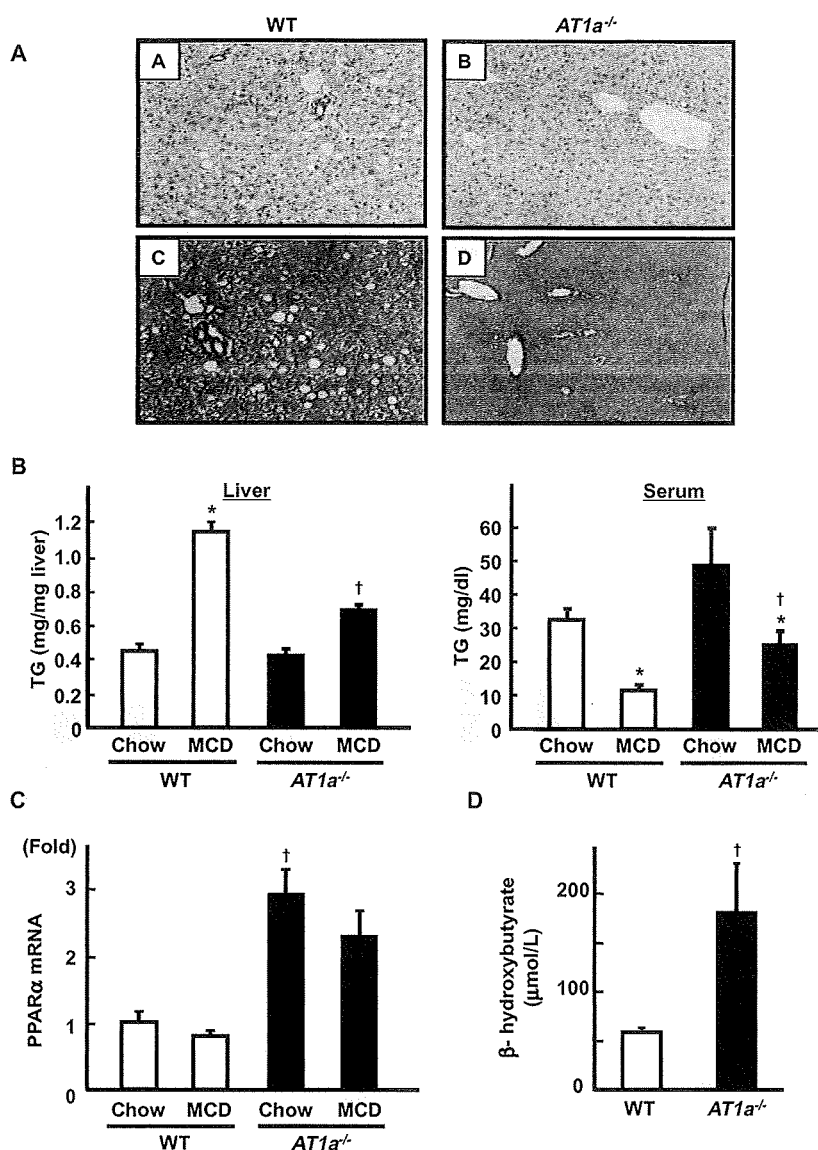 WT
AT1a-/-
A
A
B
C
D
B
Liver
TG (mg/mg liver)
1.2
1.0
0.8
0.6
0.4
0.2
0
*
†
Chow MCD Chow MCD
WT AT1a-/-
Serum
TG (mg/dl)
60
50
40
30
20
10
0
*
†
*
Chow MCD Chow MCD
WT AT1a-/-
C
(Fold)
PPARα mRNA
3
2
1
0
†
Chow MCD Chow MCD
WT AT1a-/-
D
β- hydroxybutyrate
(μmol/L)
200
100
0
†
WT AT1a-/-